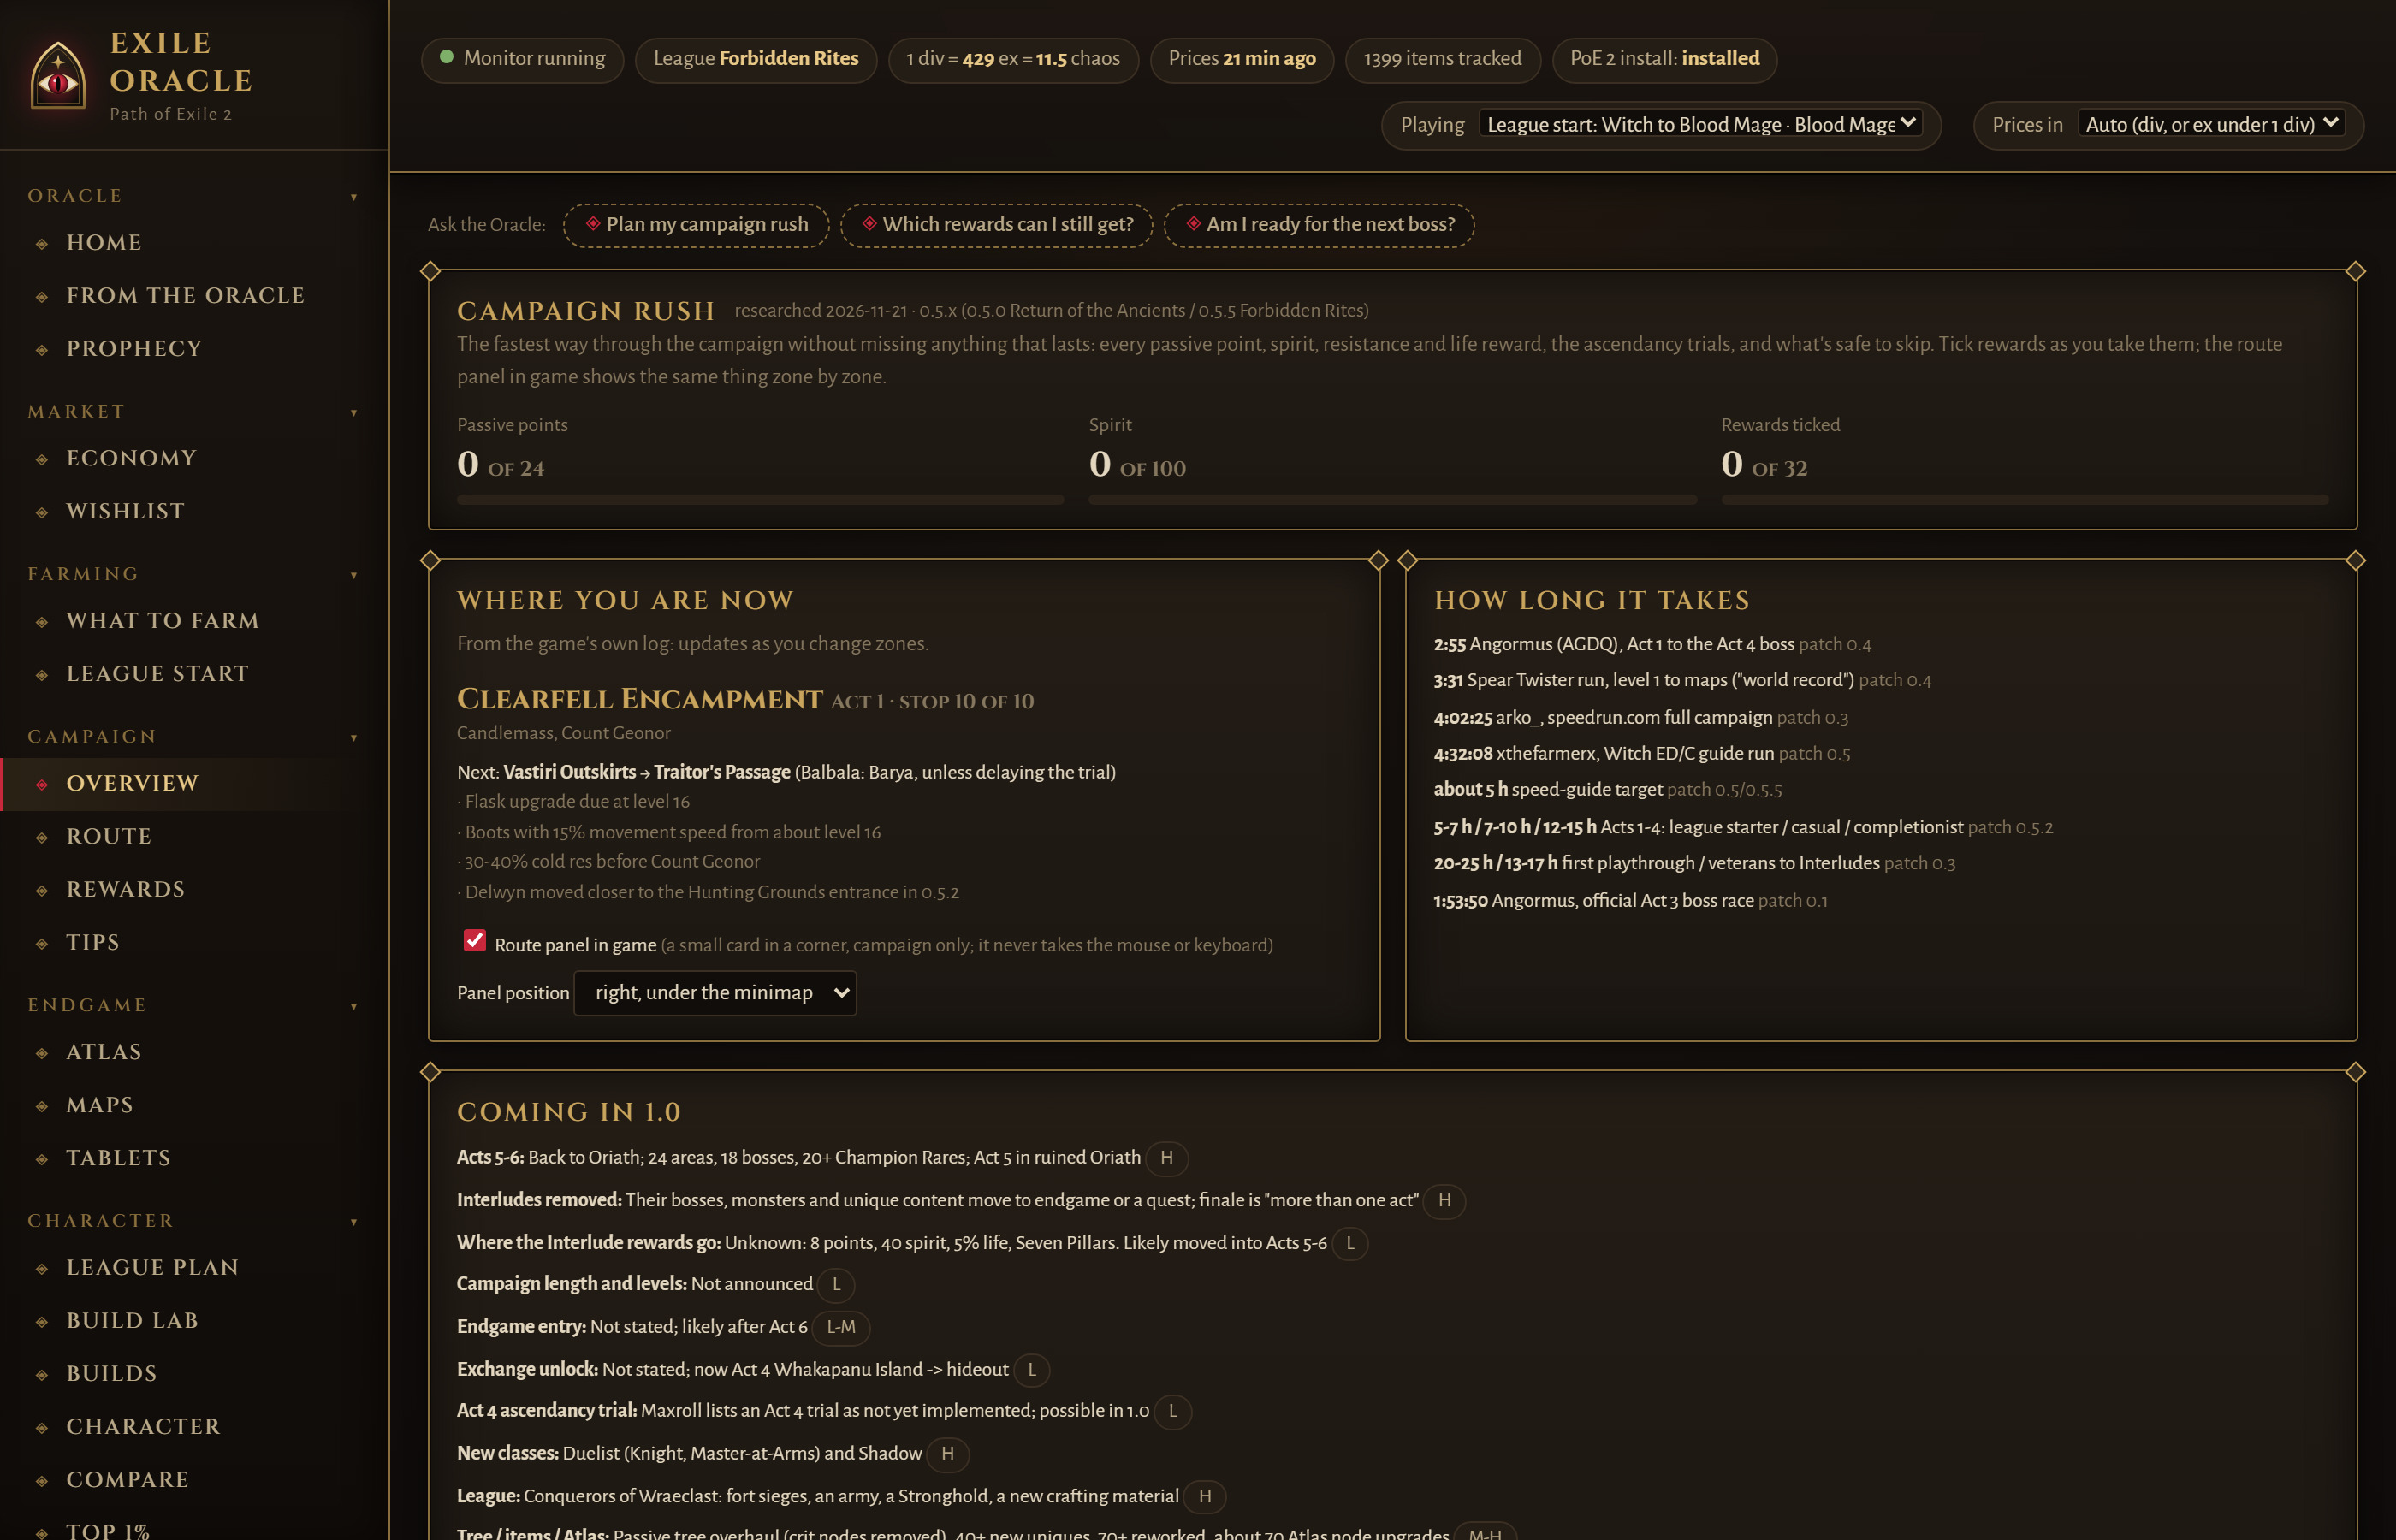 EXILE
ORACLE
Path of Exile 2
ORACLE
HOME
FROM THE ORACLE
PROPHECY
MARKET
ECONOMY
WISHLIST
FARMING
WHAT TO FARM
LEAGUE START
CAMPAIGN
OVERVIEW
ROUTE
REWARDS
TIPS
ENDGAME
ATLAS
MAPS
TABLETS
CHARACTER
LEAGUE PLAN
BUILD LAB
BUILDS
CHARACTER
COMPARE
TOP 1%
Monitor running
League Forbidden Rites
1 div = 429 ex = 11.5 chaos
Prices 21 min ago
1399 items tracked
PoE 2 install: installed
Playing League start: Witch to Blood Mage · Blood Mage
Prices in Auto (div, or ex under 1 div)
Ask the Oracle: Plan my campaign rush Which rewards can I still get? Am I ready for the next boss?
CAMPAIGN RUSH researched 2026-11-21 · 0.5.x (0.5.0 Return of the Ancients / 0.5.5 Forbidden Rites)
The fastest way through the campaign without missing anything that lasts: every passive point, spirit, resistance and life reward, the ascendancy trials, and what's safe to skip. Tick rewards as you take them; the route
panel in game shows the same thing zone by zone.
Passive points
0 OF 24
Spirit
0 OF 100
Rewards ticked
0 OF 32
WHERE YOU ARE NOW
From the game's own log: updates as you change zones.
CLEARFELL ENCAMPMENT ACT 1 · STOP 10 OF 10
Candlemass, Count Geonor
Next: Vastiri Outskirts → Traitor's Passage (Balbala: Barya, unless delaying the trial)
· Flask upgrade due at level 16
· Boots with 15% movement speed from about level 16
· 30-40% cold res before Count Geonor
· Delwyn moved closer to the Hunting Grounds entrance in 0.5.2
Route panel in game (a small card in a corner, campaign only; it never takes the mouse or keyboard)
Panel position right, under the minimap
HOW LONG IT TAKES
2:55 Angormus (AGDQ), Act 1 to the Act 4 boss patch 0.4
3:31 Spear Twister run, level 1 to maps ("world record") patch 0.4
4:02:25 arko_, speedrun.com full campaign patch 0.3
4:32:08 xthefarmerx, Witch ED/C guide run patch 0.5
about 5 h speed-guide target patch 0.5/0.5.5
5-7 h / 7-10 h / 12-15 h Acts 1-4: league starter / casual / completionist patch 0.5.2
20-25 h / 13-17 h first playthrough / veterans to Interludes patch 0.3
1:53:50 Angormus, official Act 3 boss race patch 0.1
COMING IN 1.0
Acts 5-6: Back to Oriath; 24 areas, 18 bosses, 20+ Champion Rares; Act 5 in ruined Oriath H
Interludes removed: Their bosses, monsters and unique content move to endgame or a quest; finale is "more than one act" H
Where the Interlude rewards go: Unknown: 8 points, 40 spirit, 5% life, Seven Pillars. Likely moved into Acts 5-6 L
Campaign length and levels: Not announced L
Endgame entry: Not stated; likely after Act 6 L-M
Exchange unlock: Not stated; now Act 4 Whakapanu Island -> hideout L
Act 4 ascendancy trial: Maxroll lists an Act 4 trial as not yet implemented; possible in 1.0 L
New classes: Duelist (Knight, Master-at-Arms) and Shadow H
League: Conquerors of Wraeclast: fort sieges, an army, a Stronghold, a new crafting material H
Tree / items / Atlas: Passive tree overhaul (crit nodes removed), 40+ new uniques, 70+ reworked, about 70 Atlas node upgrades M-H